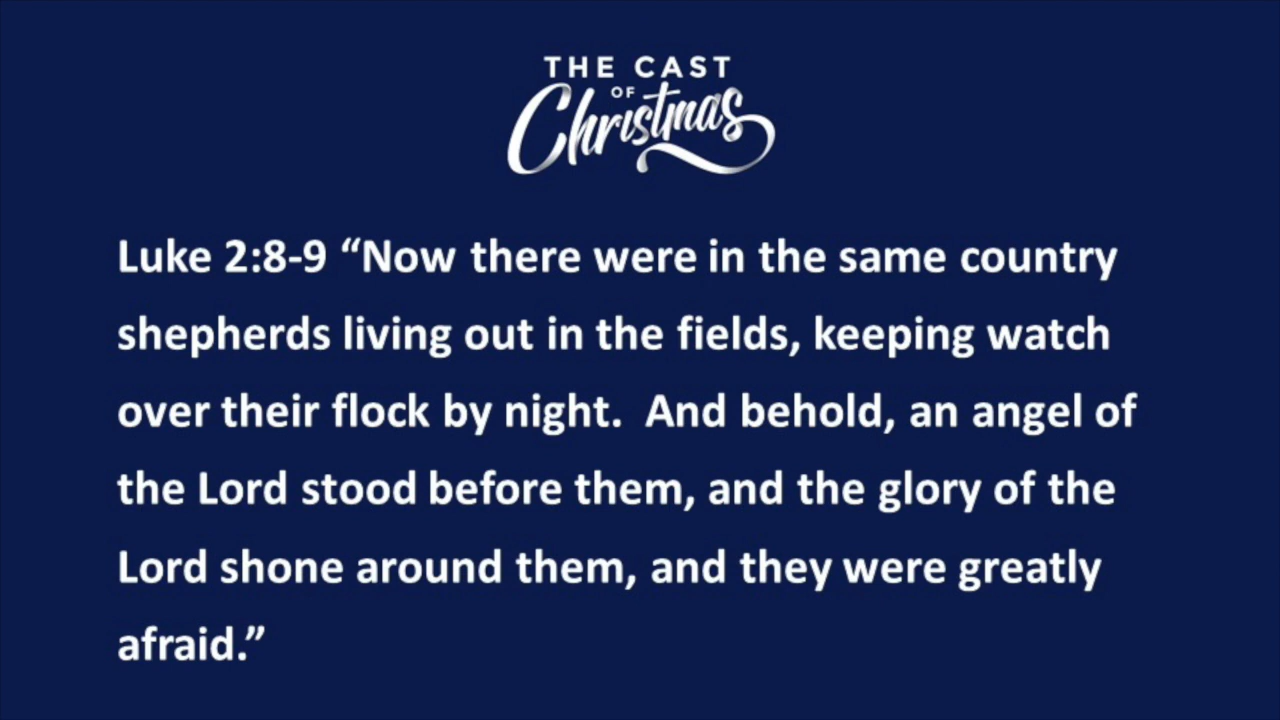 THE CAST
OF
Christmas
Luke 2:8-9 “Now there were in the same country
shepherds living out in the fields, keeping watch
over their flock by night.  And behold, an angel of
the Lord stood before them, and the glory of the
Lord shone around them, and they were greatly
afraid.”